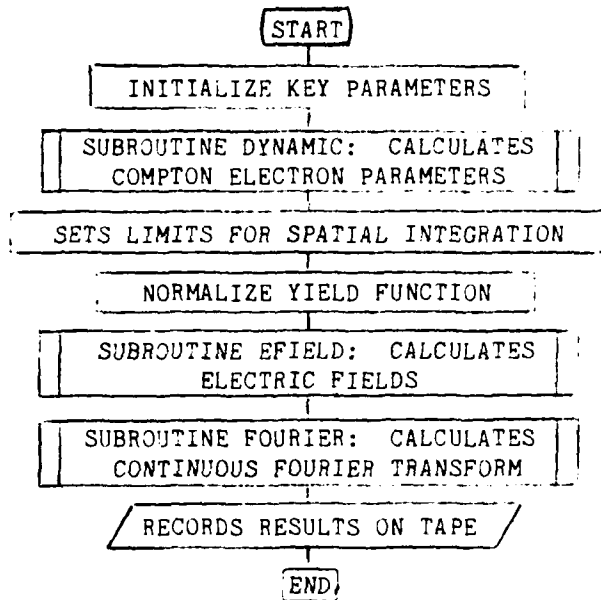 START
INITIALIZE KEY PARAMETERS
SUBROUTINE DYNAMIC: CALCULATES
COMPTON ELECTRON PARAMETERS
SETS LIMITS FOR SPATIAL INTEGRATION
NORMALIZE YIELD FUNCTION
SUBROUTINE EFIELD: CALCULATES
ELECTRIC FIELDS
SUBROUTINE FOURIER: CALCULATES
CONTINUOUS FOURIER TRANSFORM
RECORDS RESULTS ON TAPE
END